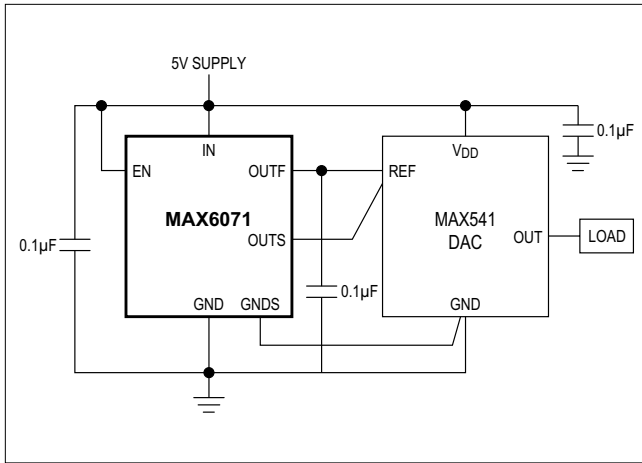 5V SUPPLY
0.1µF
IN
VDD
EN
OUTF
REF
MAX6071
MAX541
DAC
OUTS
OUT
LOAD
0.1µF
0.1µF
GND
GNDS
GND